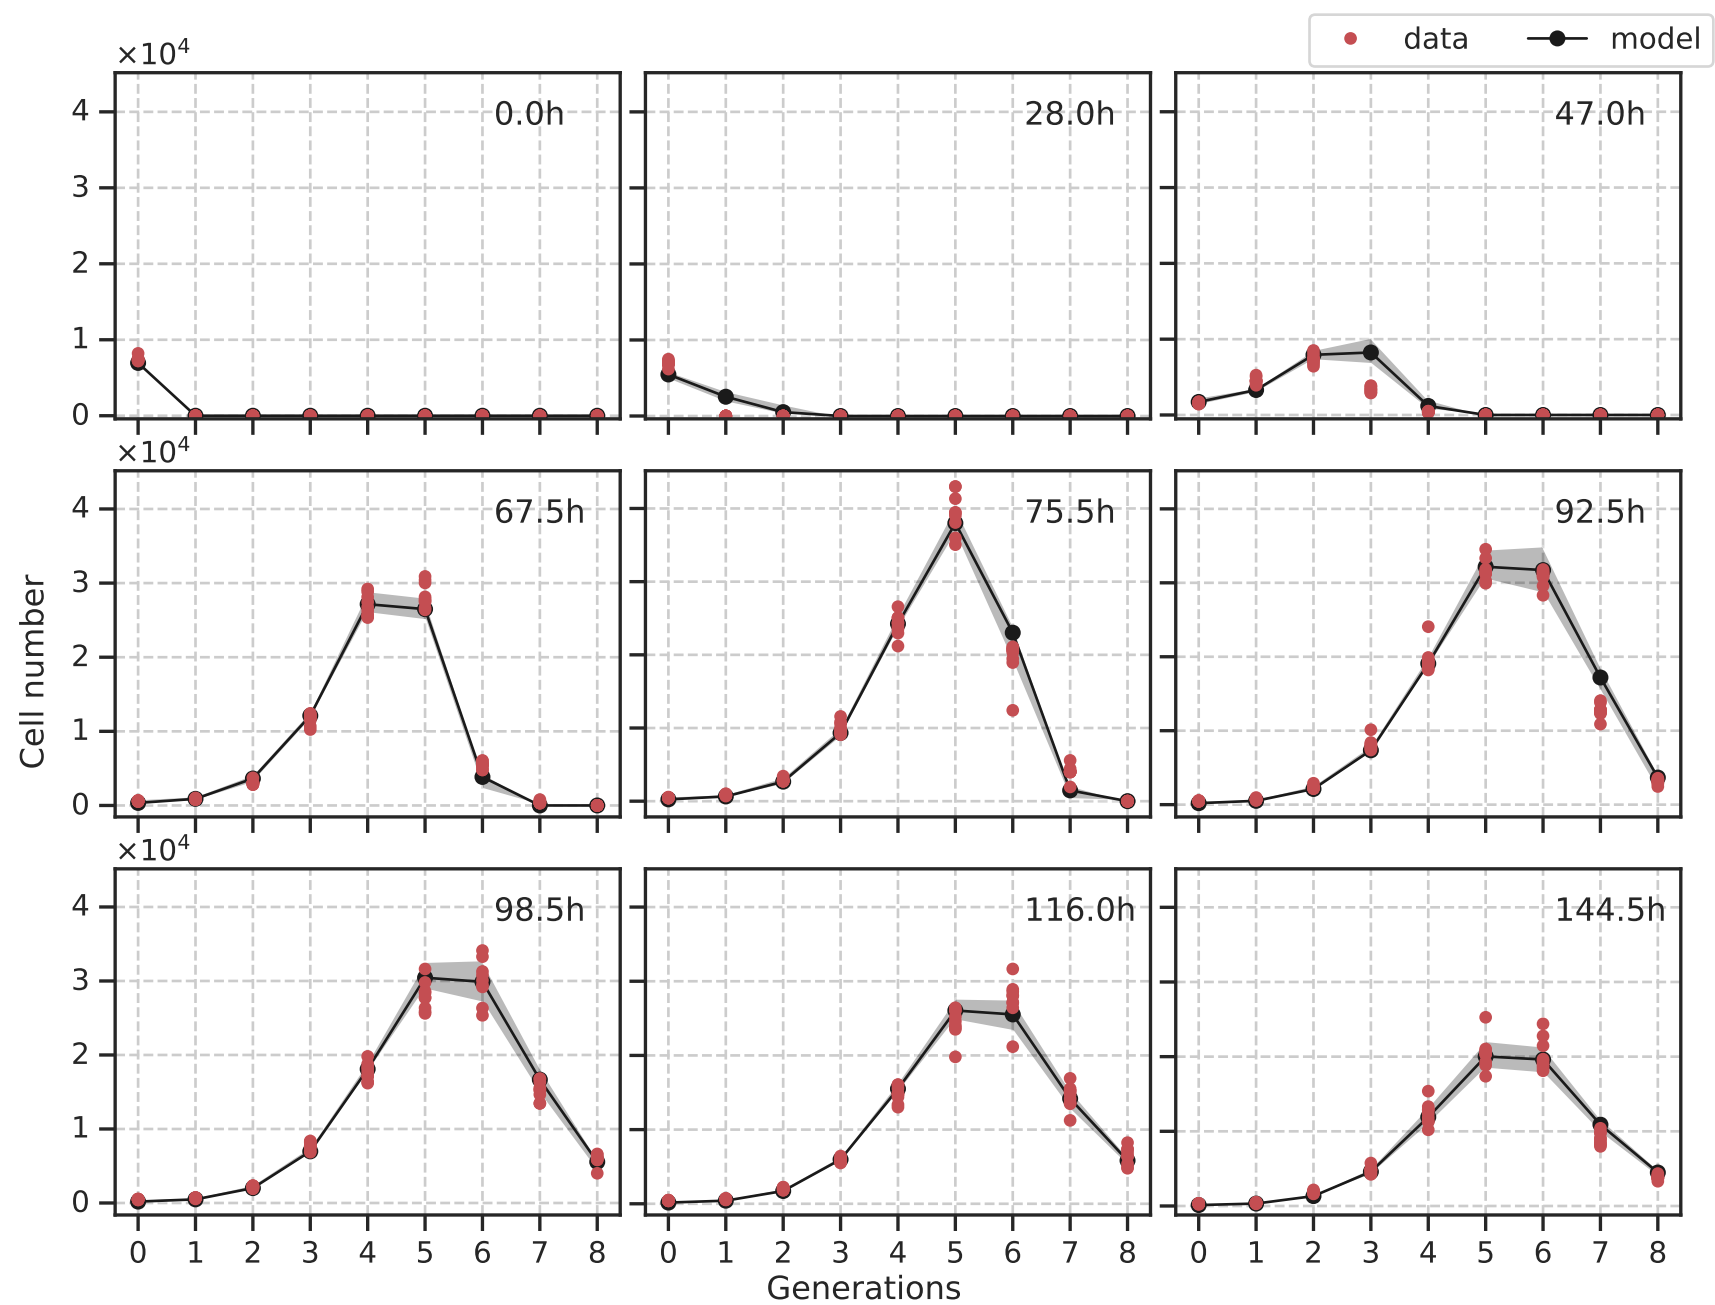 data model
×10⁴
4
3
2
1
0
0.0h
28.0h
47.0h
×10⁴
4
3
2
1
0
67.5h
75.5h
92.5h
×10⁴
4
3
2
1
0
98.5h
116.0h
144.5h
Cell number
0 1 2 3 4 5 6 7 8
0 1 2 3 4 5 6 7 8
0 1 2 3 4 5 6 7 8
Generations